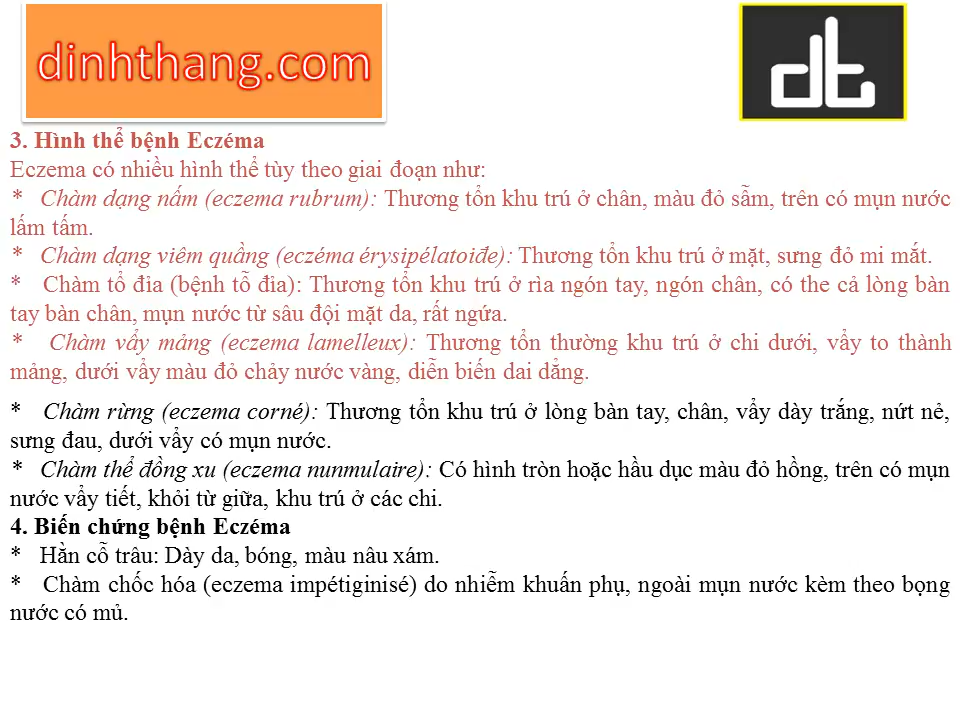 dinhthang.com
dt
3. Hình thể bệnh Eczéma
Eczema có nhiều hình thể tùy theo giai đoạn như:
* Chàm dạng nấm (eczema rubrum): Thương tổn khu trú ở chân, màu đỏ sẫm, trên có mụn nước
lấm tấm.
* Chàm dạng viêm quầng (eczéma érysipélatoiđe): Thương tổn khu trú ở mặt, sưng đỏ mi mắt.
* Chàm tổ đìa (bệnh tỗ đỉa): Thương tổn khu trú ở rìa ngón tay, ngón chân, có the cả lòng bàn
tay bàn chân, mụn nước từ sâu đội mặt da, rất ngứa.
* Chàm vẩy mảng (eczema lamelleux): Thương tổn thường khu trú ở chi dưới, vẩy to thành
mảng, dưới vẩy màu đỏ chảy nước vàng, diễn biến dai dẳng.
* Chàm rừng (eczema corné): Thương tổn khu trú ở lòng bàn tay, chân, vẩy dày trắng, nứt nẻ,
sưng đau, dưới vẩy có mụn nước.
* Chàm thể đồng xu (eczema nunmulaire): Có hình tròn hoặc hầu dục màu đỏ hồng, trên có mụn
nước vẩy tiết, khỏi từ giữa, khu trú ở các chi.
4. Biến chứng bệnh Eczéma
* Hằn cỗ trâu: Dày da, bóng, màu nâu xám.
* Chàm chốc hóa (eczema impétiginisé) do nhiễm khuấn phụ, ngoài mụn nước kèm theo bọng
nước có mủ.